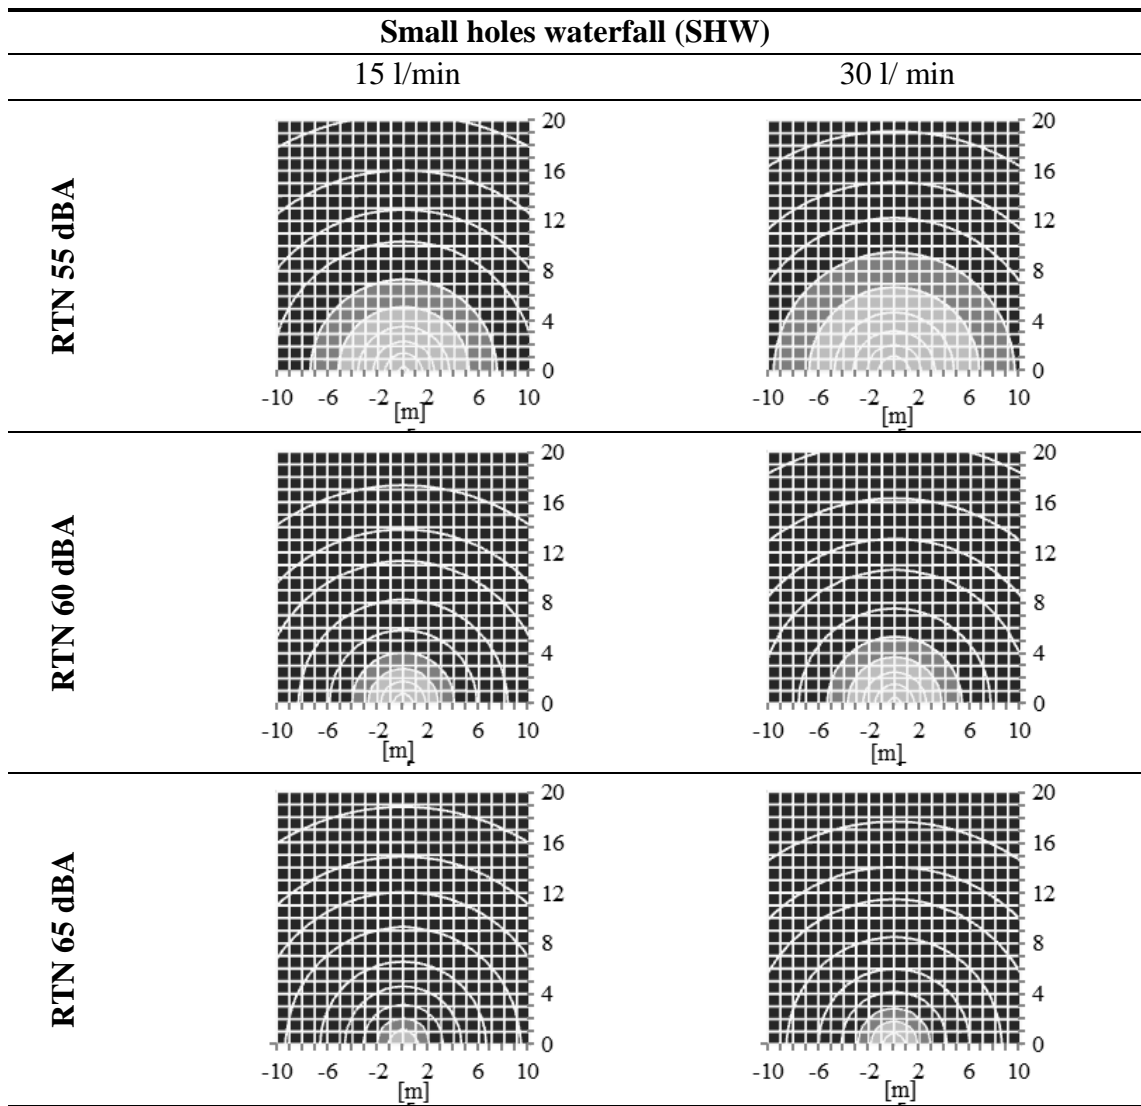 Small holes waterfall (SHW)
15 l/min 30 l/ min
RTN 55 dBA
20 20
16 16
12 12
8 8
4 4
0 0
-10 -6 -2 2 6 10 -10 -6 -2 2 6 10
[m] [m]
RTN 60 dBA
20 20
16 16
12 12
8 8
4 4
0 0
-10 -6 -2 2 6 10 -10 -6 -2 2 6 10
[m] [m]
RTN 65 dBA
20 20
16 16
12 12
8 8
4 4
0 0
-10 -6 -2 2 6 10 -10 -6 -2 2 6 10
[m] [m]